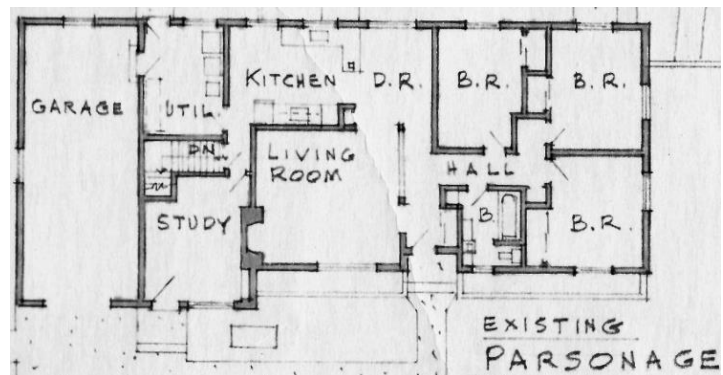 GARAGE
UTIL.
KITCHEN
D.R.
B.R.
B.R.
DN.
LIVING
ROOM
HALL
STUDY
B.
B.R.
EXISTING
PARSONAGE